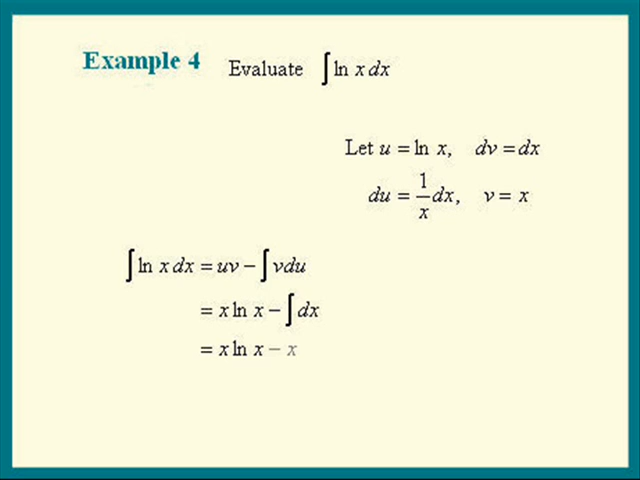 Example 4 Evaluate ∫ ln x dx
Let u = ln x, dv = dx
du = 1/x dx, v = x
∫ ln x dx = uv − ∫ vdu
= x ln x − ∫ dx
= x ln x − x